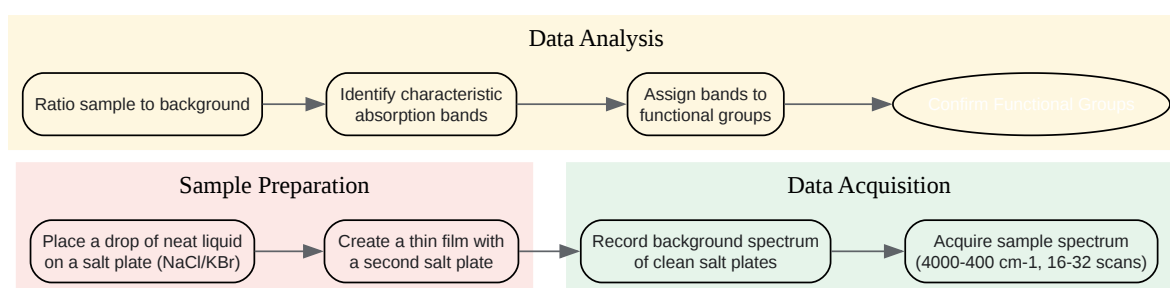 Data Analysis
Ratio sample to background
Identify characteristic
absorption bands
Assign bands to
functional groups
Confirm Functional Groups
Sample Preparation
Place a drop of neat liquid
on a salt plate (NaCl/KBr)
Create a thin film with
a second salt plate
Data Acquisition
Record background spectrum
of clean salt plates
Acquire sample spectrum
(4000-400 cm-1, 16-32 scans)